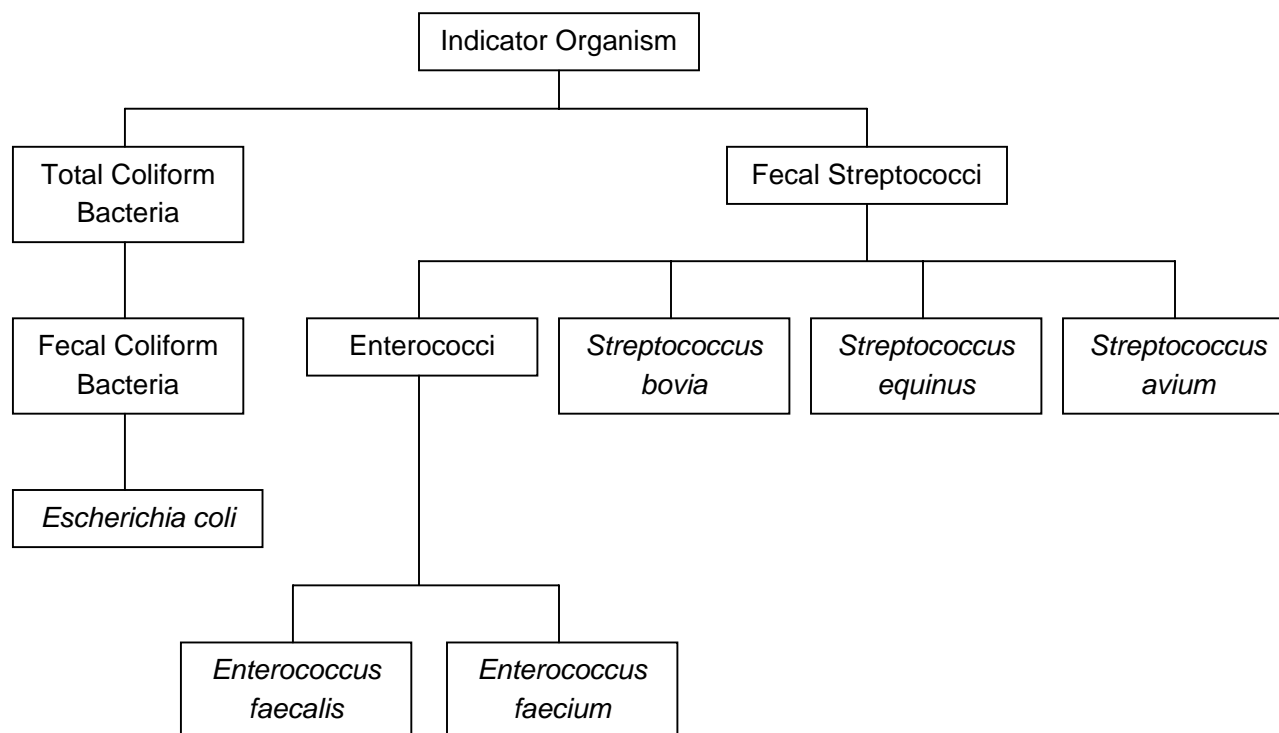 Indicator Organism
Total Coliform
Bacteria
Fecal Streptococci
Fecal Coliform
Bacteria
Enterococci
Streptococcus
bovia
Streptococcus
equinus
Streptococcus
avium
Escherichia coli
Enterococcus
faecalis
Enterococcus
faecium